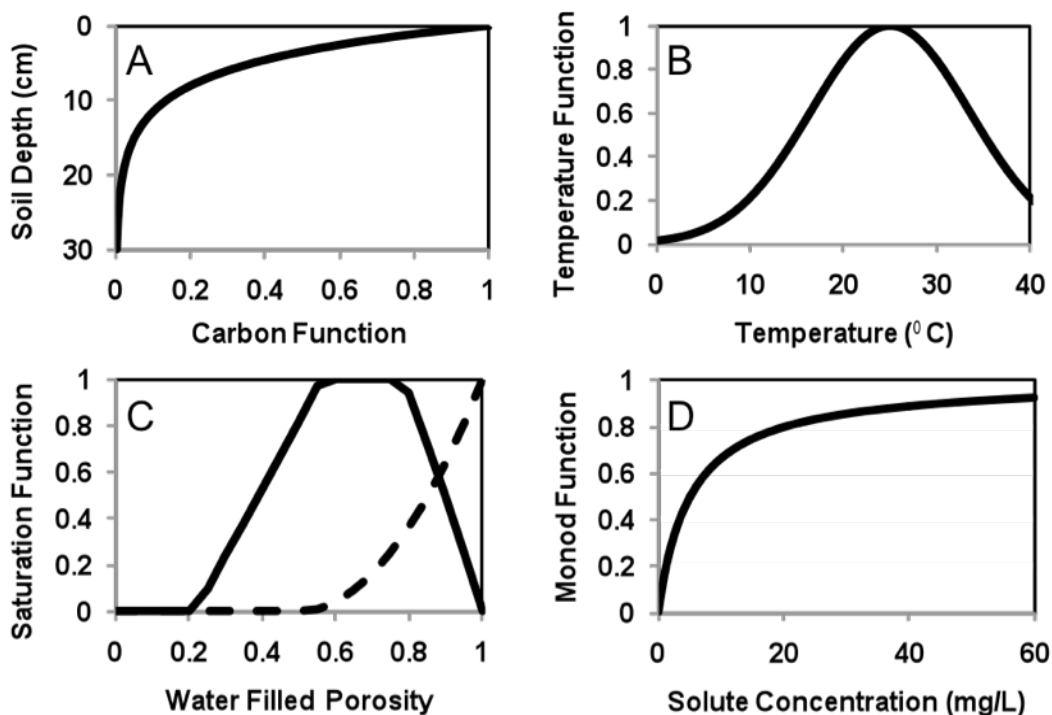 A
Soil Depth (cm)
0
10
20
30
0 0.2 0.4 0.6 0.8 1
Carbon Function
B
Temperature Function
1
0.8
0.6
0.4
0.2
0
0 10 20 30 40
Temperature (⁰ C)
C
Saturation Function
1
0.8
0.6
0.4
0.2
0
0 0.2 0.4 0.6 0.8 1
Water Filled Porosity
D
Monod Function
1
0.8
0.6
0.4
0.2
0
0 20 40 60
Solute Concentration (mg/L)